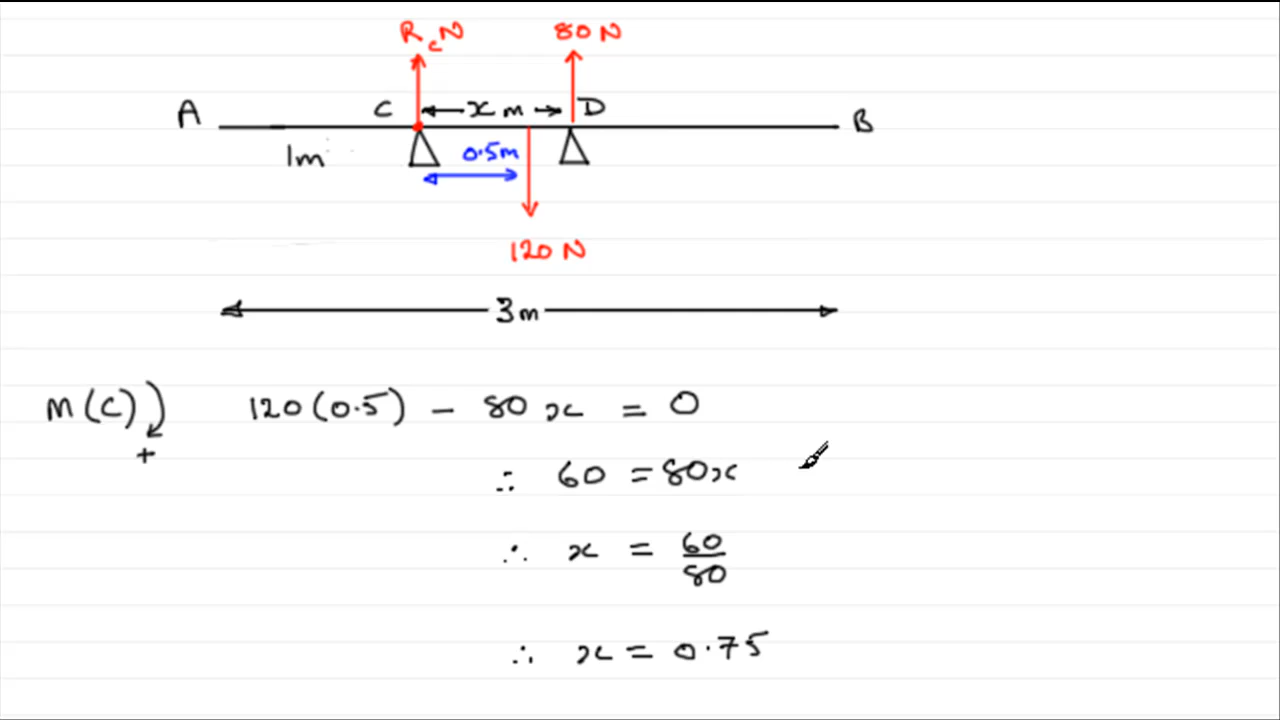 R_c N 80 N
A C x m D B
1m 0.5m
120 N
3m
M(C) + 120(0.5) - 80x = 0
∴ 60 = 80x
∴ x = 60/80
∴ x = 0.75